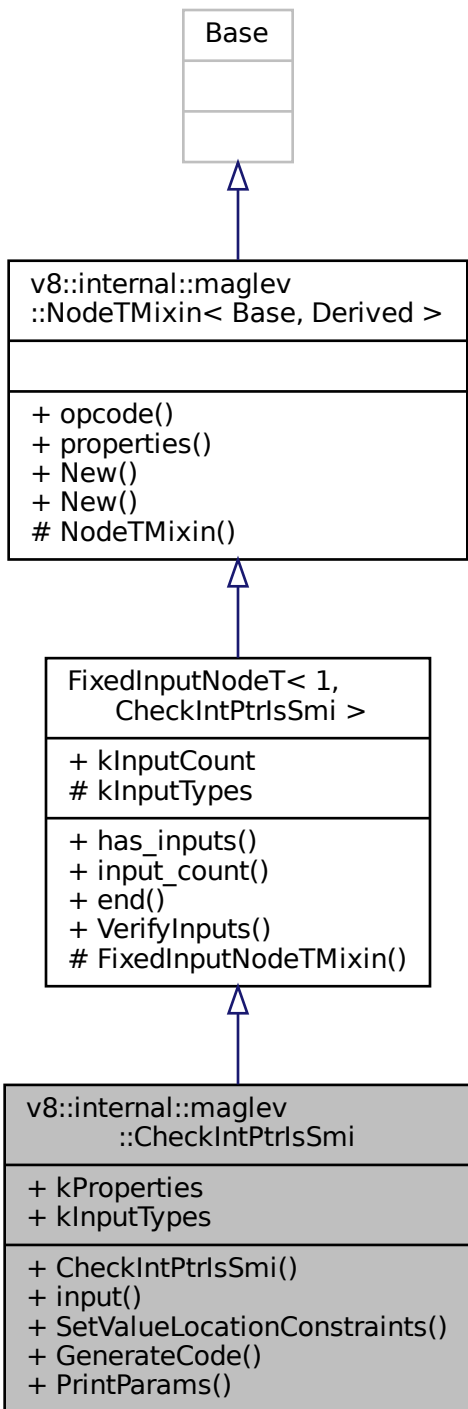 Base
v8::internal::maglev
::NodeTMixin< Base, Derived >
+ opcode()
+ properties()
+ New()
+ New()
# NodeTMixin()
FixedInputNodeT< 1,
CheckIntPtrIsSmi >
+ kInputCount
# kInputTypes
+ has_inputs()
+ input_count()
+ end()
+ VerifyInputs()
# FixedInputNodeTMixin()
v8::internal::maglev
::CheckIntPtrIsSmi
+ kProperties
+ kInputTypes
+ CheckIntPtrIsSmi()
+ input()
+ SetValueLocationConstraints()
+ GenerateCode()
+ PrintParams()